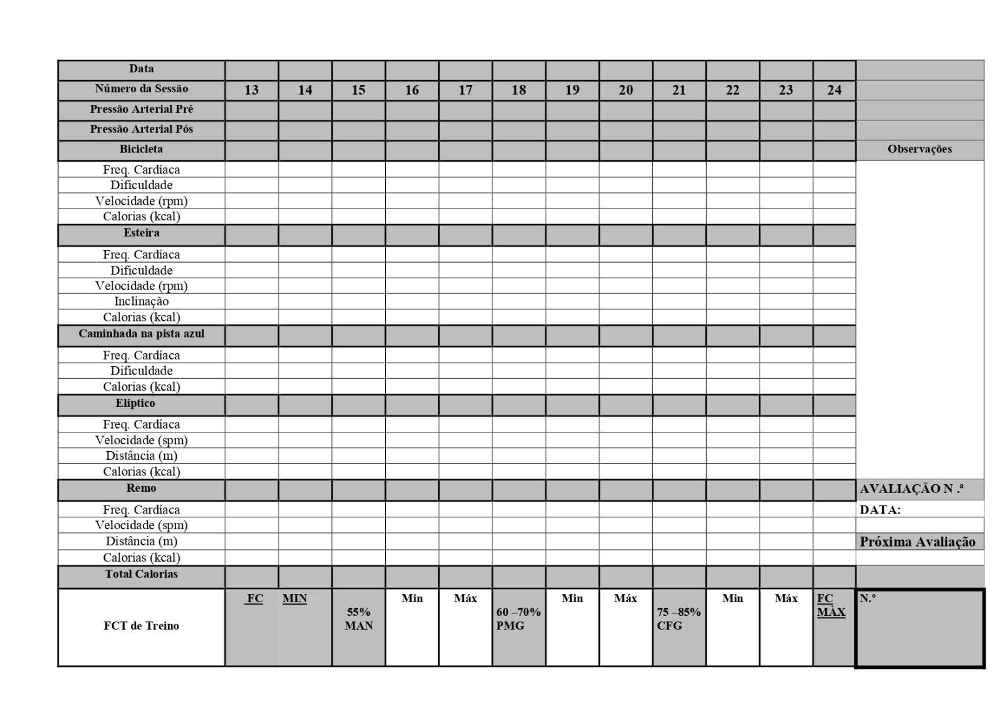 Data
Número da Sessão 13 14 15 16 17 18 19 20 21 22 23 24
Pressão Arterial Pré
Pressão Arterial Pós
Bicicleta Observações
Freq. Cardíaca
Dificuldade
Velocidade (rpm)
Calorias (kcal)
Esteira
Freq. Cardíaca
Dificuldade
Velocidade (rpm)
Inclinação
Calorias (kcal)
Caminhada na pista azul
Freq. Cardíaca
Dificuldade
Calorias (kcal)
Elíptico
Freq. Cardíaca
Velocidade (spm)
Distância (m)
Calorias (kcal)
Remo AVALIAÇÃO N .ª
Freq. Cardíaca DATA:
Velocidade (spm)
Distância (m) Próxima Avaliação
Calorias (kcal)
Total Calorias
FC MIN Min Máx Min Máx Min Máx FC N.º
55% 60 –70% 75 –85% MÀX
FCT de Treino MAN PMG CFG